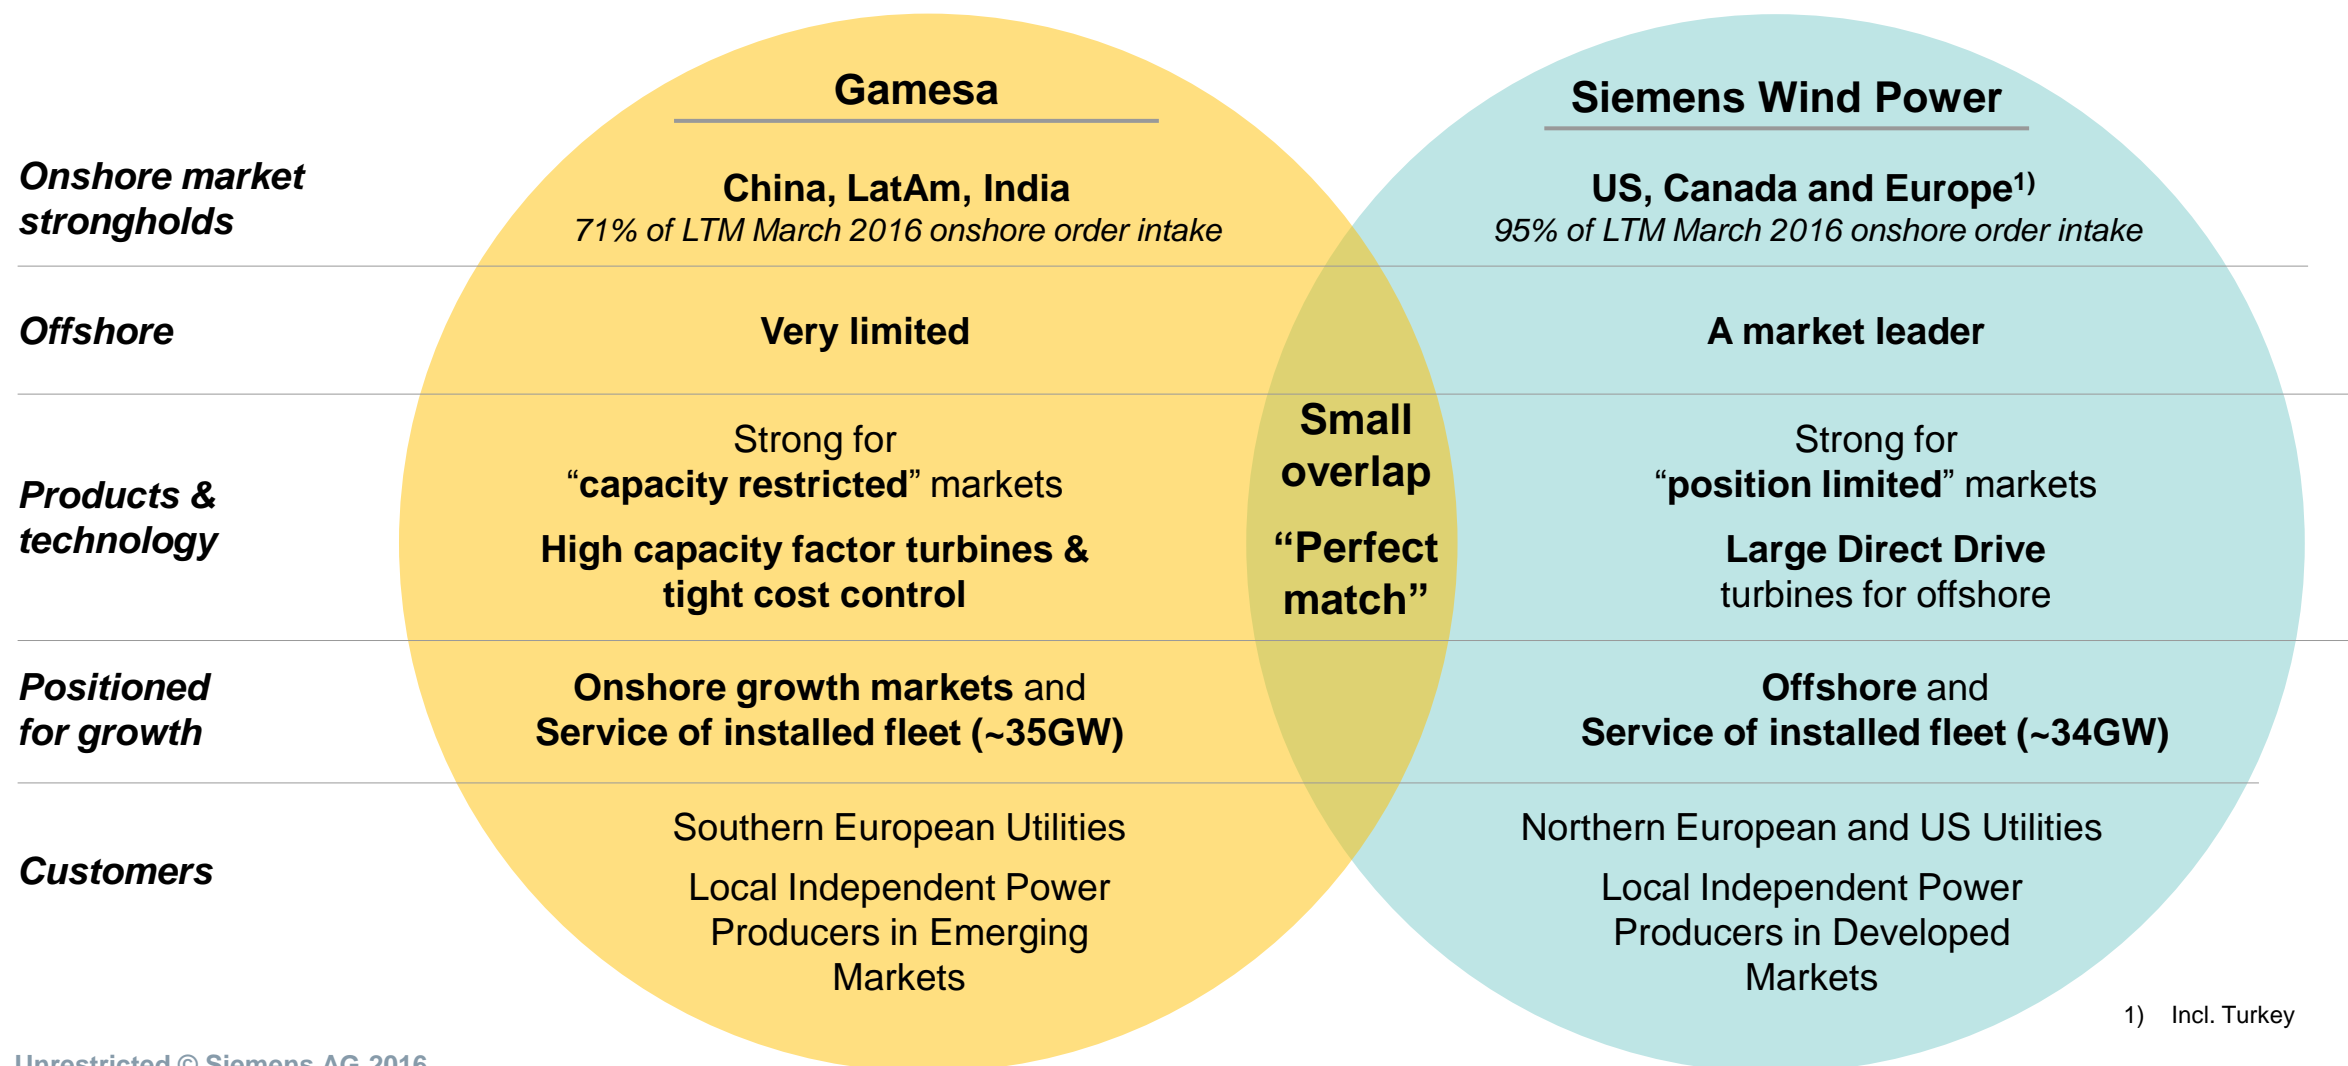 Gamesa
Siemens Wind Power
Onshore market
strongholds
China, LatAm, India
71% of LTM March 2016 onshore order intake
US, Canada and Europe1)
95% of LTM March 2016 onshore order intake
Offshore
Very limited
A market leader
Products &
technology
Strong for
“capacity restricted” markets
High capacity factor turbines &
tight cost control
Small
overlap
“Perfect
match”
Strong for
“position limited” markets
Large Direct Drive
turbines for offshore
Positioned
for growth
Onshore growth markets and
Service of installed fleet (~35GW)
Offshore and
Service of installed fleet (~34GW)
Customers
Southern European Utilities
Local Independent Power
Producers in Emerging
Markets
Northern European and US Utilities
Local Independent Power
Producers in Developed
Markets
1) Incl. Turkey
Unrestricted © Siemens AG 2016